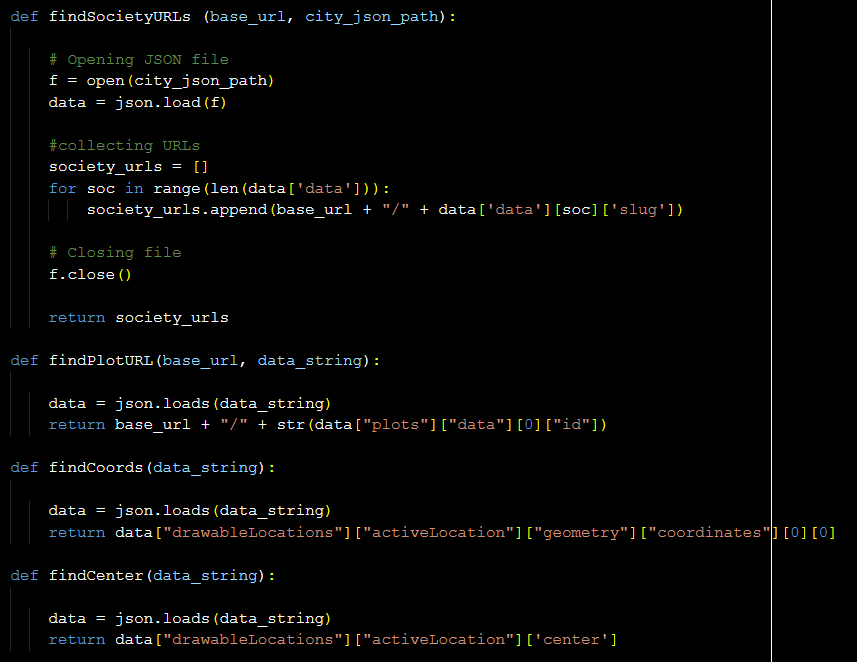 def findSocietyURLs (base_url, city_json_path):
# Opening JSON file
f = open(city_json_path)
data = json.load(f)
#collecting URLs
society_urls = []
for soc in range(len(data['data'])):
society_urls.append(base_url + "/" + data['data'][soc]['slug'])
# Closing file
f.close()
return society_urls
def findPlotURL(base_url, data_string):
data = json.loads(data_string)
return base_url + "/" + str(data["plots"]["data"][0]["id"])
def findCoords(data_string):
data = json.loads(data_string)
return data["drawableLocations"]["activeLocation"]["geometry"]["coordinates"][0][0]
def findCenter(data_string):
data = json.loads(data_string)
return data["drawableLocations"]["activeLocation"]['center']